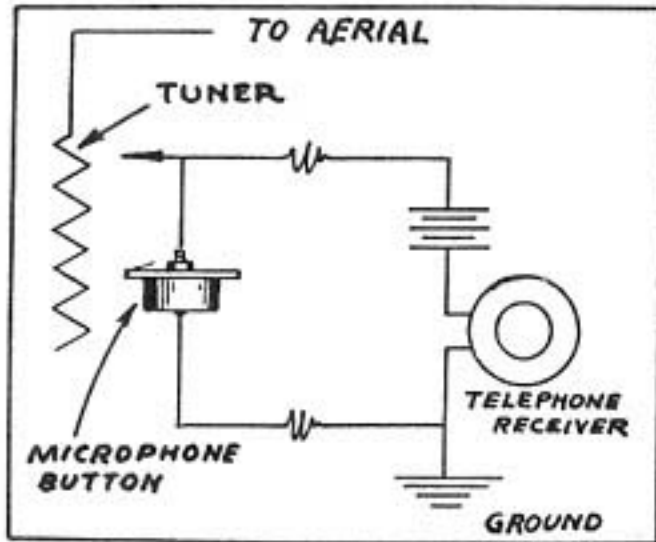 TO AERIAL
TUNER
TELEPHONE
RECEIVER
MICROPHONE
BUTTON
GROUND